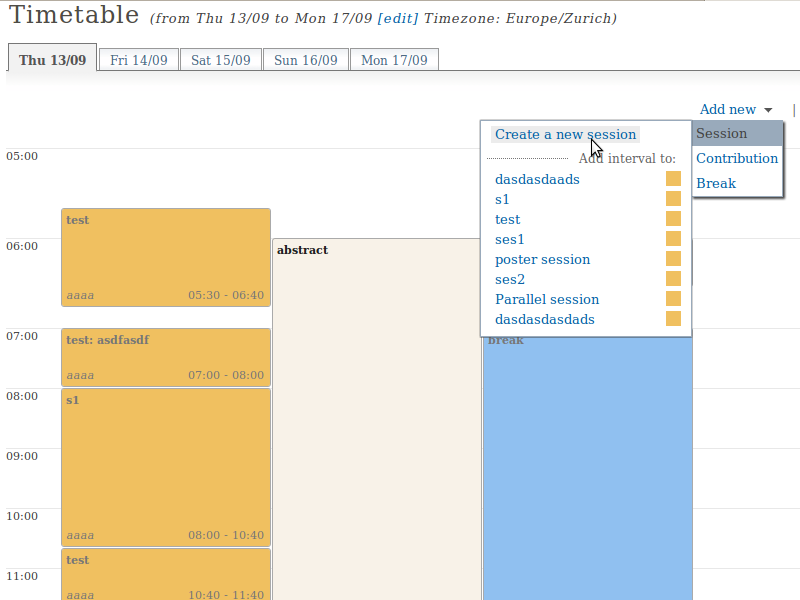 Timetable (from Thu 13/09 to Mon 17/09 [edit] Timezone: Europe/Zurich)
Thu 13/09 Fri 14/09 Sat 15/09 Sun 16/09 Mon 17/09
Add new |
Create a new session
Add interval to:
dasdasdaads
s1
test
ses1
poster session
ses2
Parallel session
dasdasdasdads
Session
Contribution
Break
05:00
test
aaaa 05:30 - 06:40
06:00
abstract
07:00
test: asdfasdf
aaaa 07:00 - 08:00
break
08:00
s1
aaaa 08:00 - 10:40
09:00
10:00
test
aaaa 10:40 - 11:40
11:00